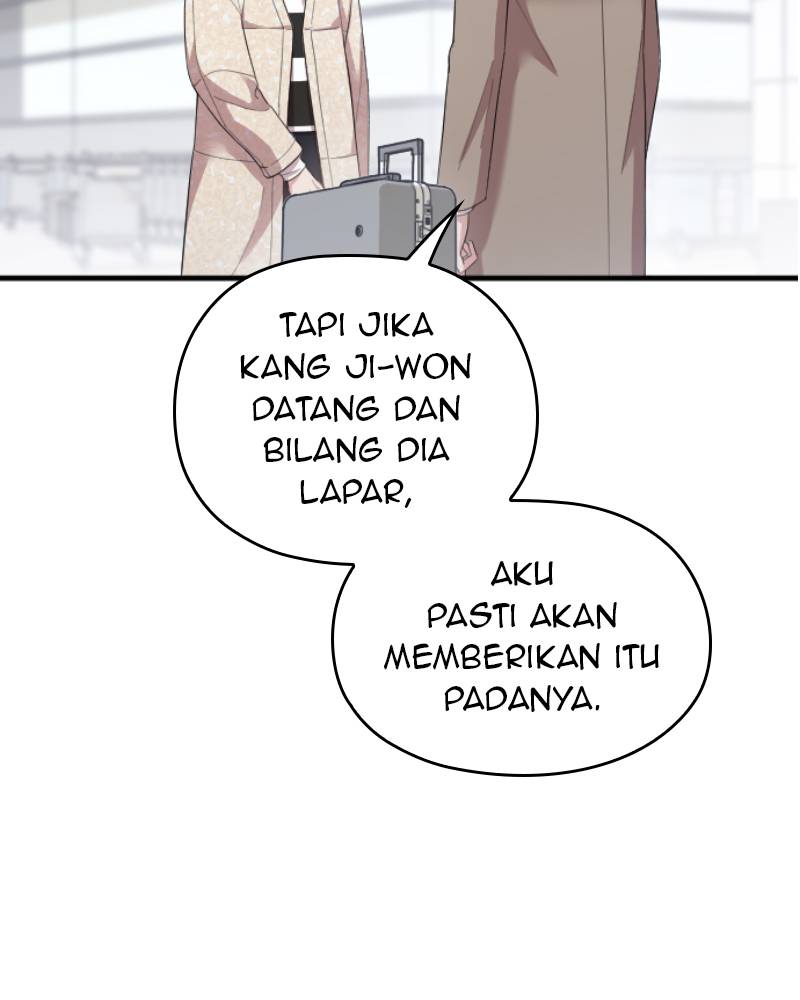 TAPI JIKA
KANG JI-WON
DATANG DAN
BILANG DIA
LAPAR,
AKU
PASTI AKAN
MEMBERIKAN ITU
PADANYA.